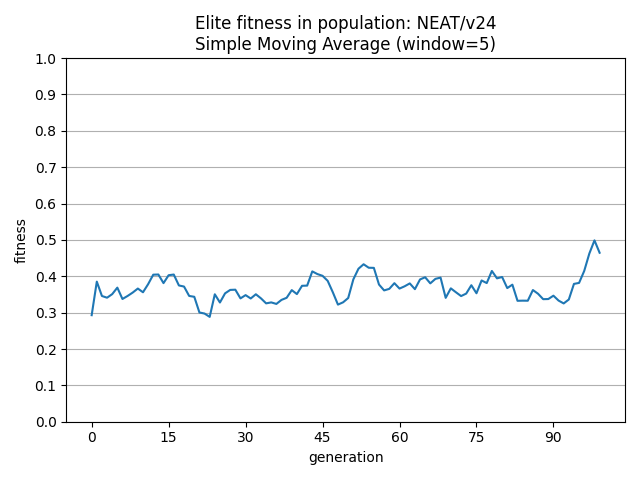 Elite fitness in population: NEAT/v24
Simple Moving Average (window=5)
1.0
0.9
0.8
0.7
0.6
0.5
0.4
0.3
0.2
0.1
0.0
fitness
0 15 30 45 60 75 90
generation